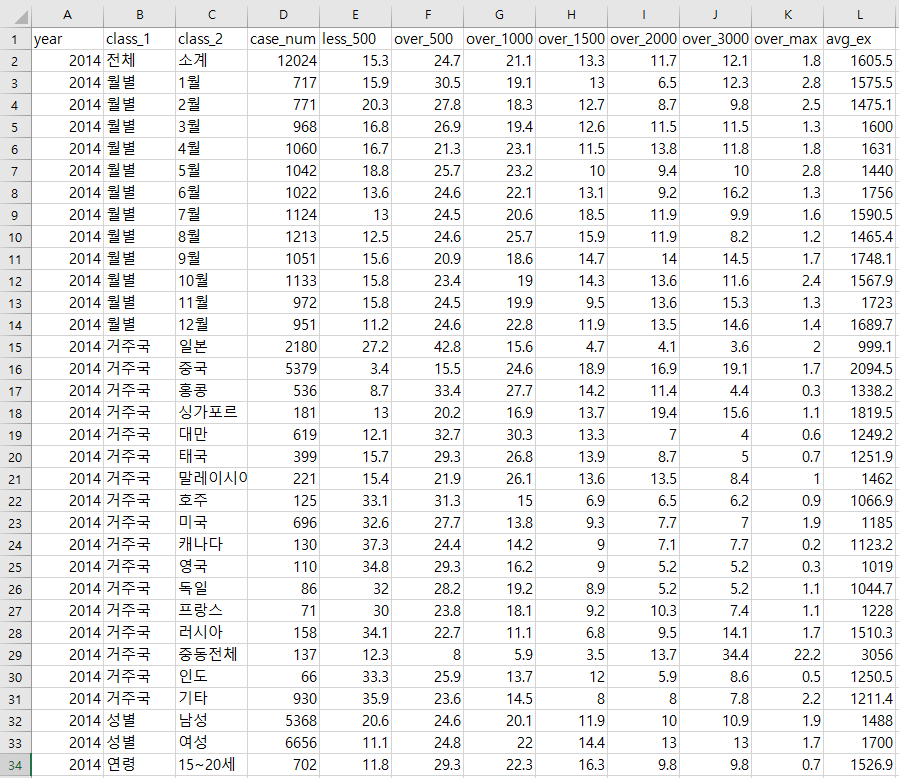 A B C D E F G H I J K L
1 year class_1 class_2 case_num less_500 over_500 over_1000 over_1500 over_2000 over_3000 over_max avg_ex
2 2014 전체 소계 12024 15.3 24.7 21.1 13.3 11.7 12.1 1.8 1605.5
3 2014 월별 1월 717 15.9 30.5 19.1 13 6.5 12.3 2.8 1575.5
4 2014 월별 2월 771 20.3 27.8 18.3 12.7 8.7 9.8 2.5 1475.1
5 2014 월별 3월 968 16.8 26.9 19.4 12.6 11.5 11.5 1.3 1600
6 2014 월별 4월 1060 16.7 21.3 23.1 11.5 13.8 11.8 1.8 1631
7 2014 월별 5월 1042 18.8 25.7 23.2 10 9.4 10 2.8 1440
8 2014 월별 6월 1022 13.6 24.6 22.1 13.1 9.2 16.2 1.3 1756
9 2014 월별 7월 1124 13 24.5 20.6 18.5 11.9 9.9 1.6 1590.5
10 2014 월별 8월 1213 12.5 24.6 25.7 15.9 11.9 8.2 1.2 1465.4
11 2014 월별 9월 1051 15.6 20.9 18.6 14.7 14 14.5 1.7 1748.1
12 2014 월별 10월 1133 15.8 23.4 19 14.3 13.6 11.6 2.4 1567.9
13 2014 월별 11월 972 15.8 24.5 19.9 9.5 13.6 15.3 1.3 1723
14 2014 월별 12월 951 11.2 24.6 22.8 11.9 13.5 14.6 1.4 1689.7
15 2014 거주국 일본 2180 27.2 42.8 15.6 4.7 4.1 3.6 2 999.1
16 2014 거주국 중국 5379 3.4 15.5 24.6 18.9 16.9 19.1 1.7 2094.5
17 2014 거주국 홍콩 536 8.7 33.4 27.7 14.2 11.4 4.4 0.3 1338.2
18 2014 거주국 싱가포르 181 13 20.2 16.9 13.7 19.4 15.6 1.1 1819.5
19 2014 거주국 대만 619 12.1 32.7 30.3 13.3 7 4 0.6 1249.2
20 2014 거주국 태국 399 15.7 29.3 26.8 13.9 8.7 5 0.7 1251.9
21 2014 거주국 말레이시아 221 15.4 21.9 26.1 13.6 13.5 8.4 1 1462
22 2014 거주국 호주 125 33.1 31.3 15 6.9 6.5 6.2 0.9 1066.9
23 2014 거주국 미국 696 32.6 27.7 13.8 9.3 7.7 7 1.9 1185
24 2014 거주국 캐나다 130 37.3 24.4 14.2 9 7.1 7.7 0.2 1123.2
25 2014 거주국 영국 110 34.8 29.3 16.2 9 5.2 5.2 0.3 1019
26 2014 거주국 독일 86 32 28.2 19.2 8.9 5.2 5.2 1.1 1044.7
27 2014 거주국 프랑스 71 30 23.8 18.1 9.2 10.3 7.4 1.1 1228
28 2014 거주국 러시아 158 34.1 22.7 11.1 6.8 9.5 14.1 1.7 1510.3
29 2014 거주국 중동전체 137 12.3 8 5.9 3.5 13.7 34.4 22.2 3056
30 2014 거주국 인도 66 33.3 25.9 13.7 12 5.9 8.6 0.5 1250.5
31 2014 거주국 기타 930 35.9 23.6 14.5 8 8 7.8 2.2 1211.4
32 2014 성별 남성 5368 20.6 24.6 20.1 11.9 10 10.9 1.9 1488
33 2014 성별 여성 6656 11.1 24.8 22 14.4 13 13 1.7 1700
34 2014 연령 15~20세 702 11.8 29.3 22.3 16.3 9.8 9.8 0.7 1526.9